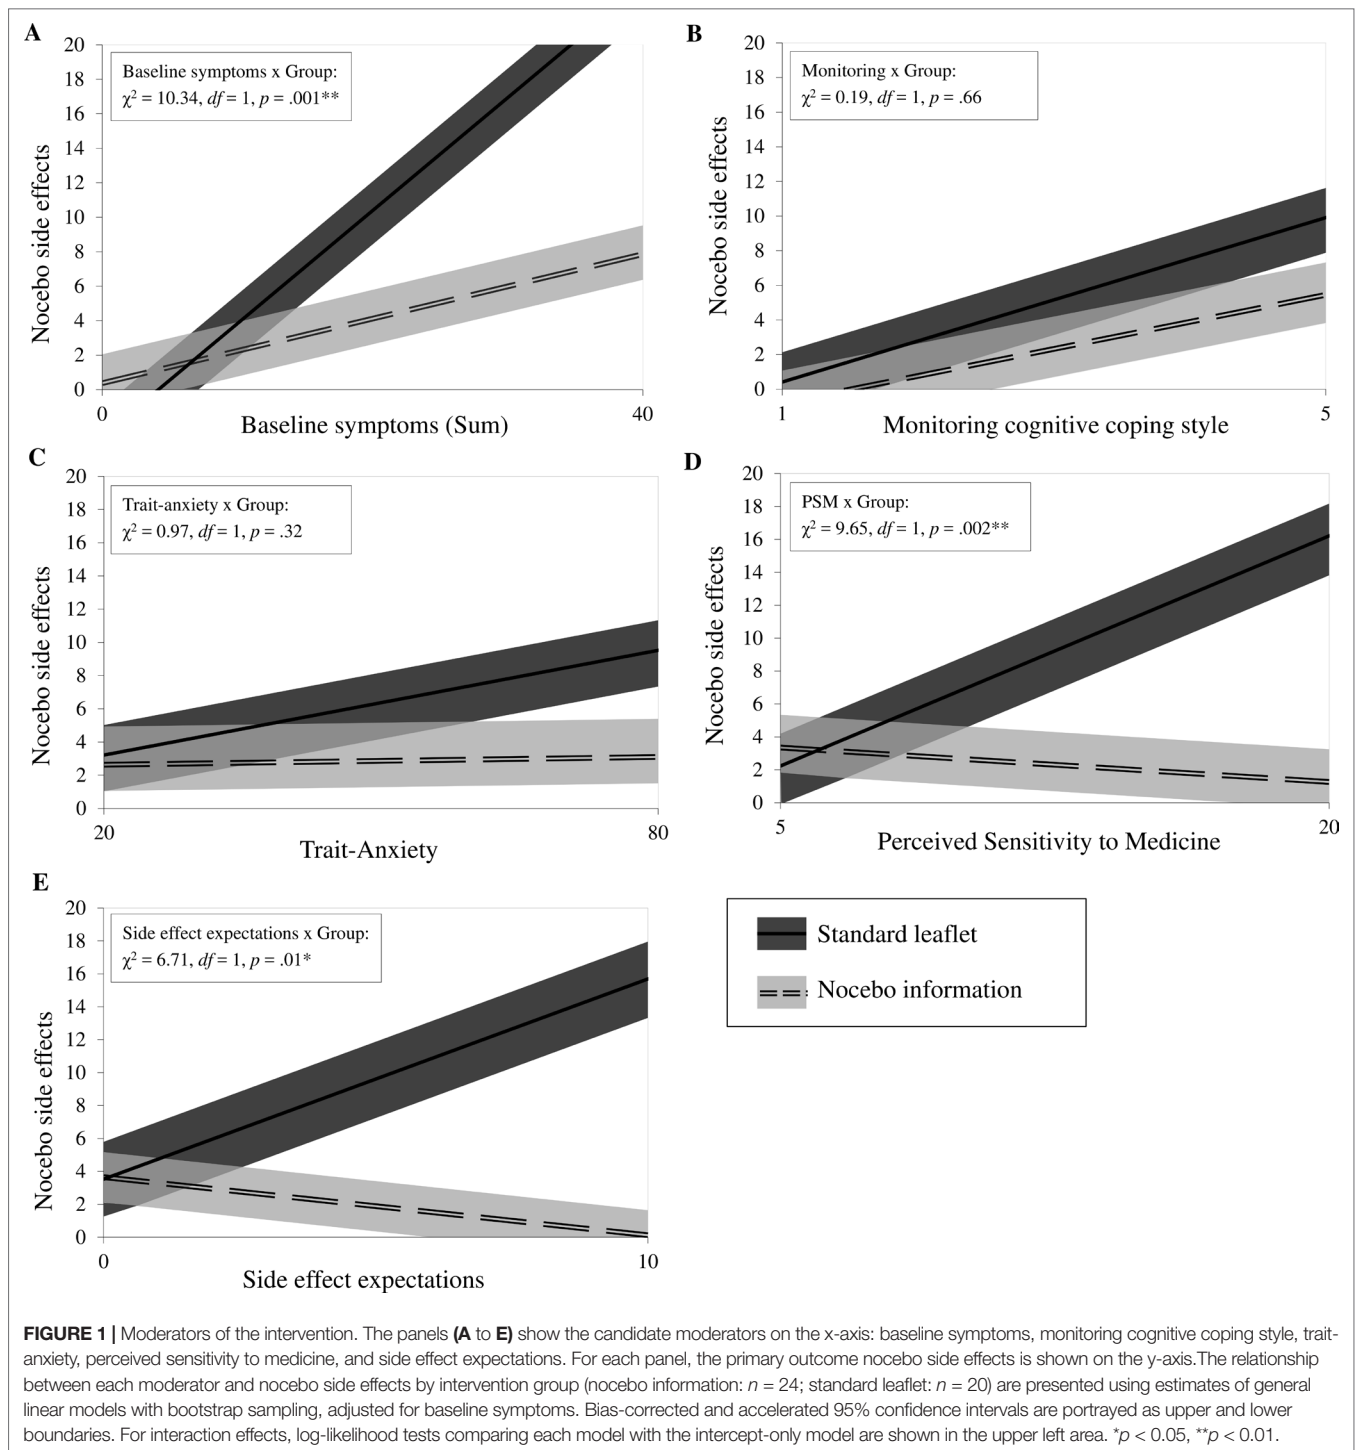 A
20
18
16
14
12
10
8
6
4
2
0
Nocebo side effects
Baseline symptoms x Group:
χ² = 10.34, df = 1, p = .001**
0
40
Baseline symptoms (Sum)
B
20
18
16
14
12
10
8
6
4
2
0
Nocebo side effects
Monitoring x Group:
χ² = 0.19, df = 1, p = .66
1
5
Monitoring cognitive coping style
C
20
18
16
14
12
10
8
6
4
2
0
Nocebo side effects
Trait-anxiety x Group:
χ² = 0.97, df = 1, p = .32
20
80
Trait-Anxiety
D
20
18
16
14
12
10
8
6
4
2
0
Nocebo side effects
PSM x Group:
χ² = 9.65, df = 1, p = .002**
5
20
Perceived Sensitivity to Medicine
E
20
18
16
14
12
10
8
6
4
2
0
Nocebo side effects
Side effect expectations x Group:
χ² = 6.71, df = 1, p = .01*
0
10
Side effect expectations
Standard leaflet
Nocebo information
FIGURE 1 | Moderators of the intervention. The panels (A to E) show the candidate moderators on the x-axis: baseline symptoms, monitoring cognitive coping style, trait-
anxiety, perceived sensitivity to medicine, and side effect expectations. For each panel, the primary outcome nocebo side effects is shown on the y-axis.The relationship
between each moderator and nocebo side effects by intervention group (nocebo information: n = 24; standard leaflet: n = 20) are presented using estimates of general
linear models with bootstrap sampling, adjusted for baseline symptoms. Bias-corrected and accelerated 95% confidence intervals are portrayed as upper and lower
boundaries. For interaction effects, log-likelihood tests comparing each model with the intercept-only model are shown in the upper left area. *p < 0.05, **p < 0.01.